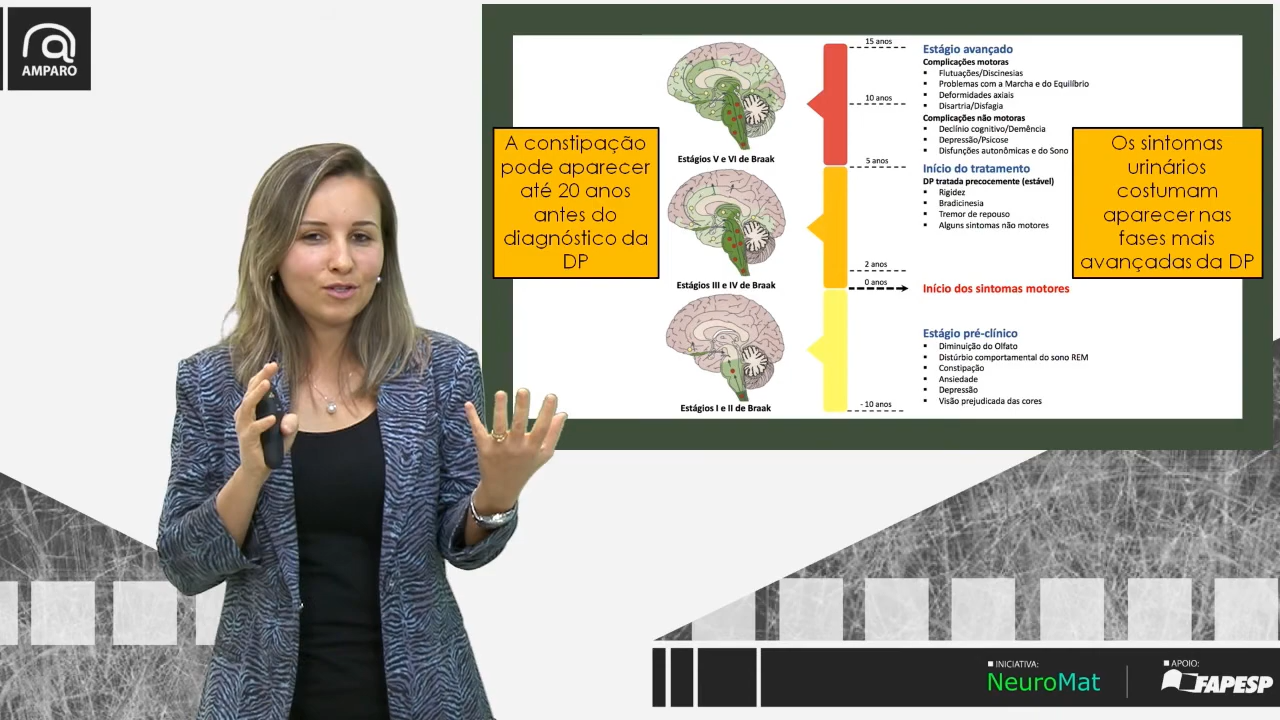 AMPARO
A constipação
pode aparecer
até 20 anos
antes do
diagnóstico da
DP
Estágios V e VI de Braak
Estágios III e IV de Braak
Estágios I e II de Braak
15 anos
10 anos
5 anos
2 anos
0 anos
- 10 anos
Estágio avançado
Complicações motoras
▪ Flutuações/Discinesias
▪ Problemas com a Marcha e do Equilíbrio
▪ Deformidades axiais
▪ Disartria/Disfagia
Complicações não motoras
▪ Declínio cognitivo/Demência
▪ Depressão/Psicose
▪ Disfunções autonômicas e do Sono
Início do tratamento
DP tratada precocemente (estável)
▪ Rigidez
▪ Bradicinesia
▪ Tremor de repouso
▪ Alguns sintomas não motores
Início dos sintomas motores
Estágio pré-clínico
▪ Diminuição do Olfato
▪ Distúrbio comportamental do sono REM
▪ Constipação
▪ Ansiedade
▪ Depressão
▪ Visão prejudicada das cores
Os sintomas
urinários
costumam
aparecer nas
fases mais
avançadas da DP
INICIATIVA:
NeuroMat
APOIO:
FAPESP